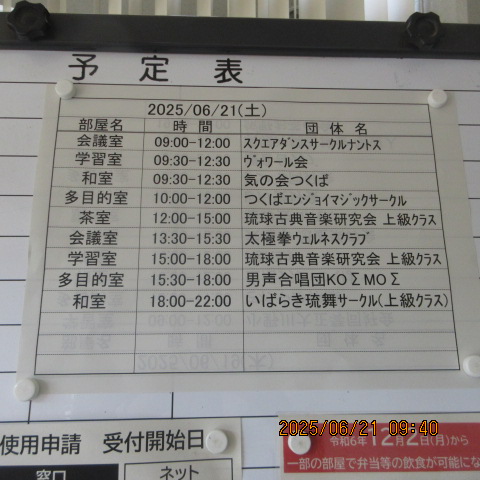 予定表
2025/06/21(土)
部屋名 時間 団体名
会議室 09:00-12:00 スクエアダンスサークルナントス
学習室 09:30-12:30 ヴォワール会
和室 09:30-12:30 気の会つくば
多目的室 10:00-12:00 つくばエンジョイマジックサークル
茶室 12:00-15:00 琉球古典音楽研究会 上級クラス
会議室 13:30-15:30 太極拳ウェルネスクラブ
学習室 15:00-18:00 琉球古典音楽研究会 上級クラス
多目的室 15:30-18:00 男声合唱団KOΣMOΣ
和室 18:00-22:00 いばらき琉舞サークル(上級クラス)
2025/06/21 09:40
使用申請 受付開始日
窓口 ネット
令和6年12月2日(月)から
一部の部屋で弁当等の飲食が可能にな